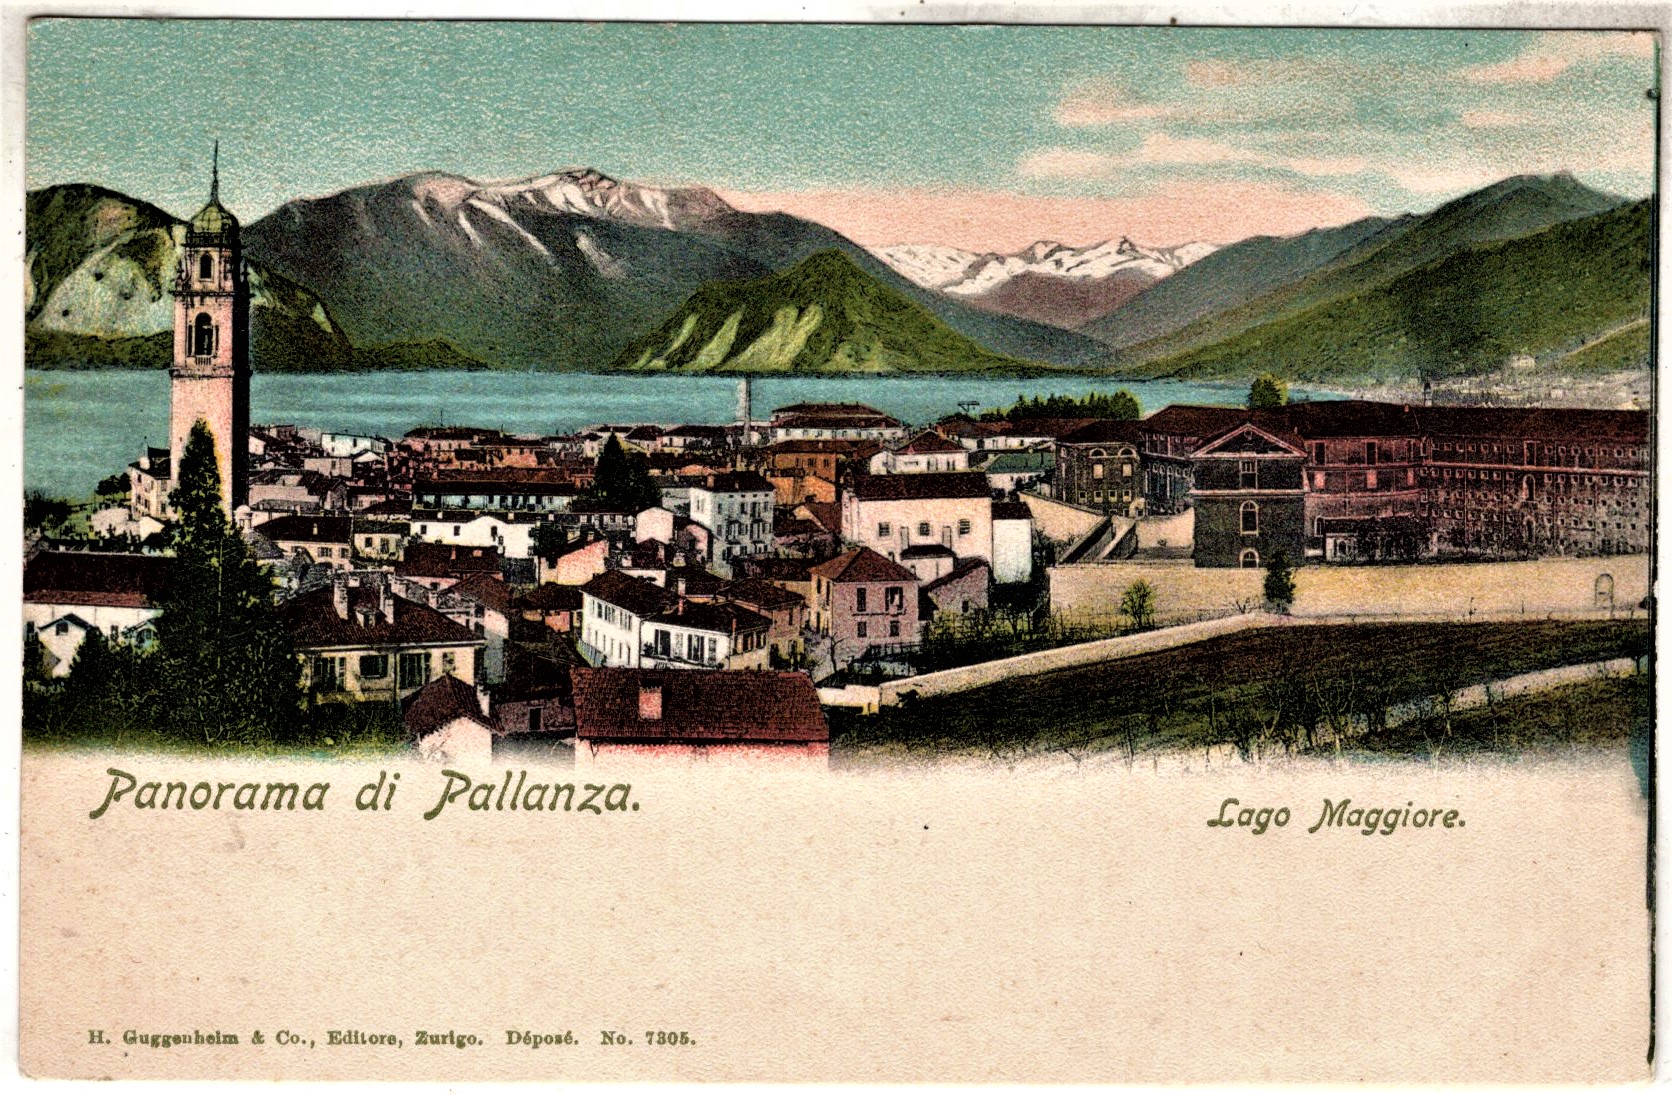 Panorama di Pallanza.
Lago Maggiore.
H. Guggenheim & Co., Editore, Zurigo. Déposé. No. 7305.